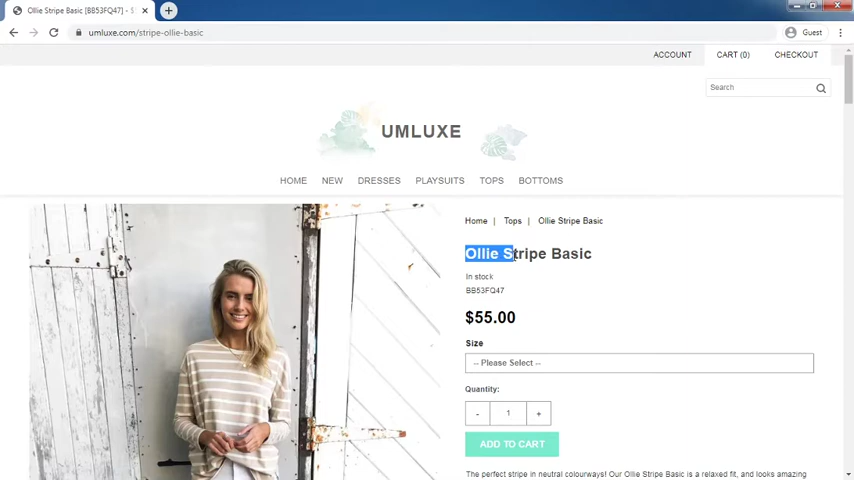 Ollie Stripe Basic [BB53FQ47] - $
umluxe.com/stripe-ollie-basic
Guest
ACCOUNT
CART (0)
CHECKOUT
Search
UMLUXE
HOME
NEW
DRESSES
PLAYSUITS
TOPS
BOTTOMS
Home | Tops | Ollie Stripe Basic
Ollie Stripe Basic
In stock
BB53FQ47
$55.00
Size
-- Please Select --
Quantity:
- 1 +
ADD TO CART
The perfect stripe in neutral colourways! Our Ollie Stripe Basic is a relaxed fit, and looks amazing